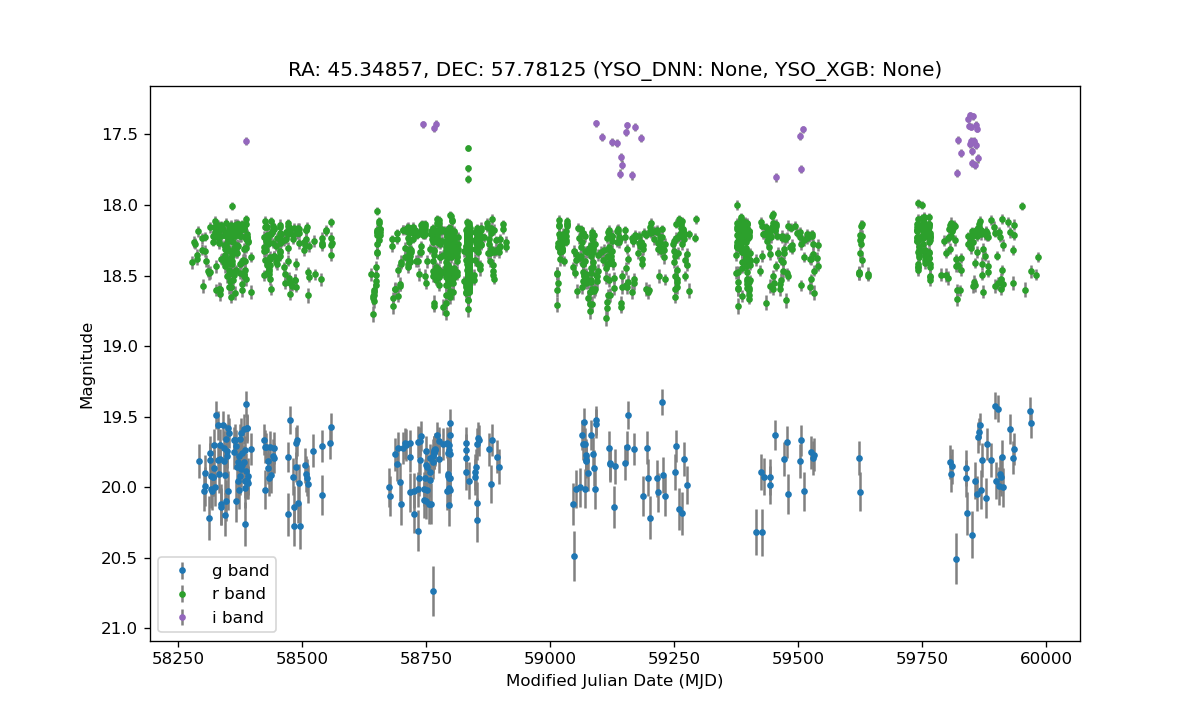 RA: 45.34857, DEC: 57.78125 (YSO_DNN: None, YSO_XGB: None)
Magnitude
17.5
18.0
18.5
19.0
19.5
20.0
20.5
21.0
g band
r band
i band
58250 58500 58750 59000 59250 59500 59750 60000
Modified Julian Date (MJD)